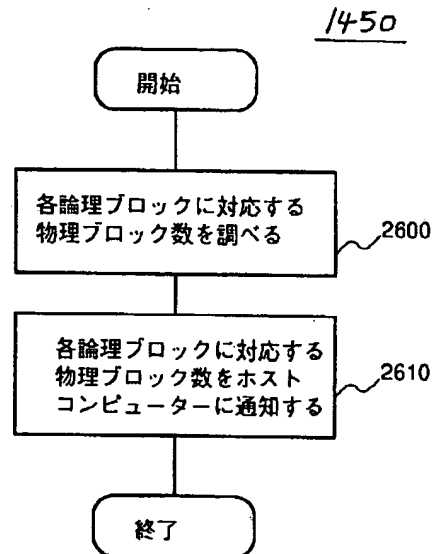 1450
開始
各論理ブロックに対応する
物理ブロック数を調べる
2600
各論理ブロックに対応する
物理ブロック数をホスト
コンピューターに通知する
2610
終了